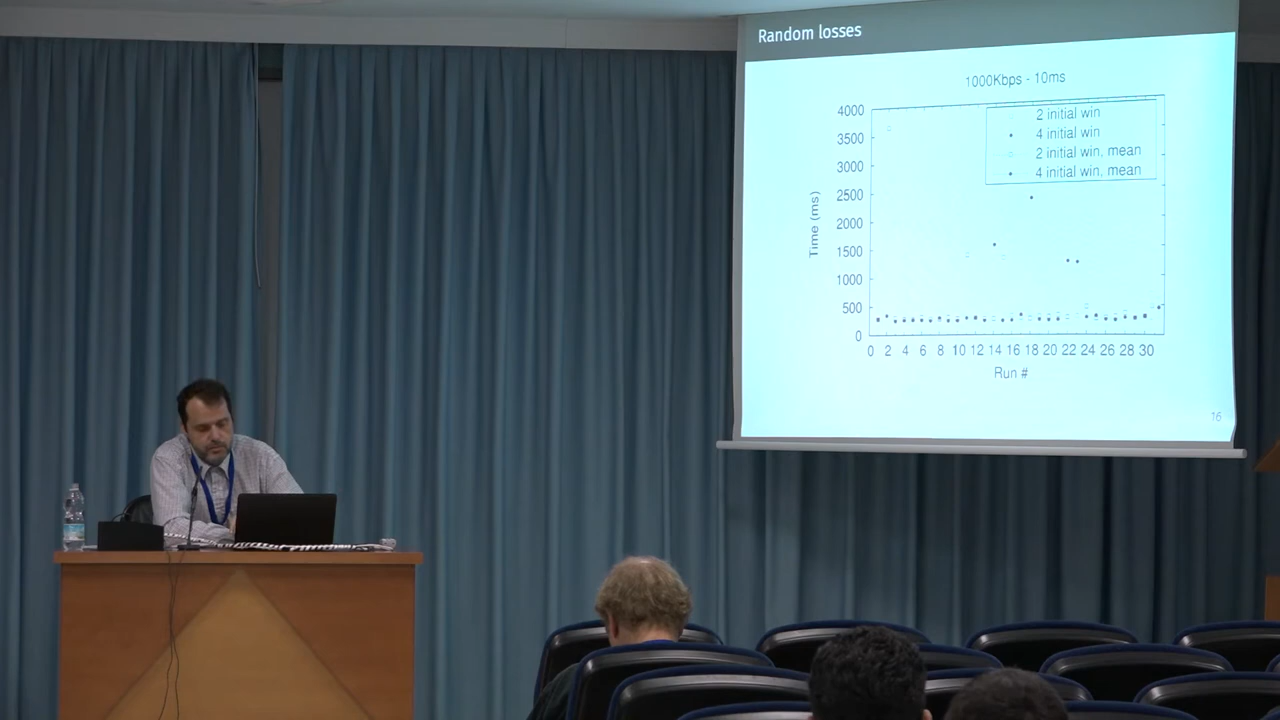 Random losses
1000Kbps - 10ms
2 initial win
4 initial win
2 initial win, mean
4 initial win, mean
4000
3500
3000
2500
2000
1500
1000
500
0
Time (ms)
0 2 4 6 8 10 12 14 16 18 20 22 24 26 28 30
Run #
16